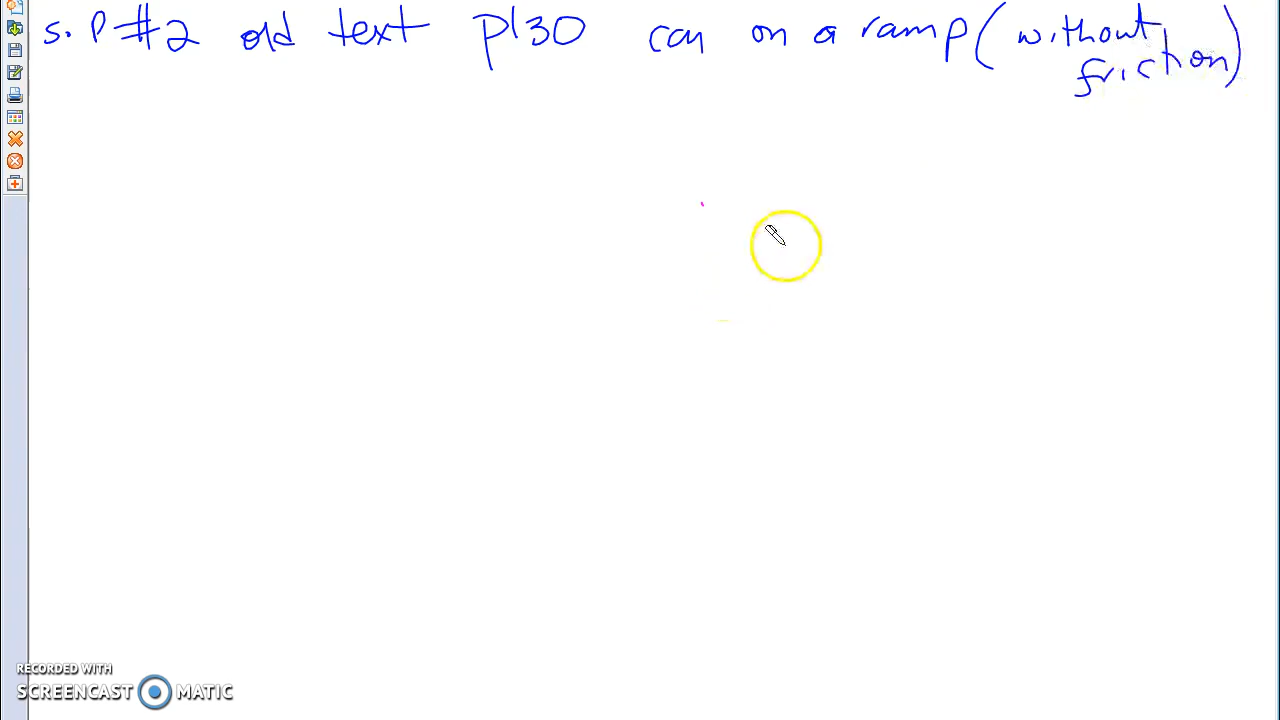 s. P #2 old text p130 car on a ramp (without
friction)
RECORDED WITH
SCREENCAST MATIC